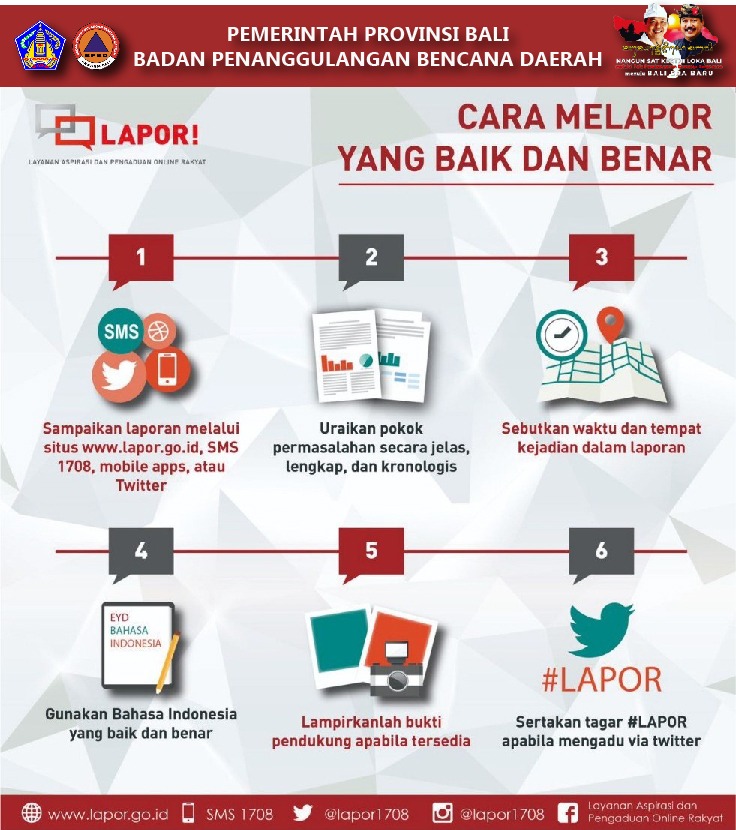 PEMERINTAH PROVINSI BALI
BADAN PENANGGULANGAN BENCANA DAERAH
NANGUN SAT KERTHI LOKA BALI
BALI ERA BARU
LAPOR!
LAYANAN ASPIRASI DAN PENGADUAN ONLINE RAKYAT
CARA MELAPOR
YANG BAIK DAN BENAR
1
SMS
Sampaikan laporan melalui
situs www.lapor.go.id, SMS
1708, mobile apps, atau
Twitter
2
Uraikan pokok
permasalahan secara jelas,
lengkap, dan kronologis
3
Sebutkan waktu dan tempat
kejadian dalam laporan
4
EYD
BAHASA
INDONESIA
Gunakan Bahasa Indonesia
yang baik dan benar
5
Lampirkanlah bukti
pendukung apabila tersedia
6
#LAPOR
Sertakan tagar #LAPOR
apabila mengadu via twitter
www.lapor.go.id
SMS 1708
@lapor1708
@lapor1708
Layanan Aspirasi dan
Pengaduan Online Rakyat